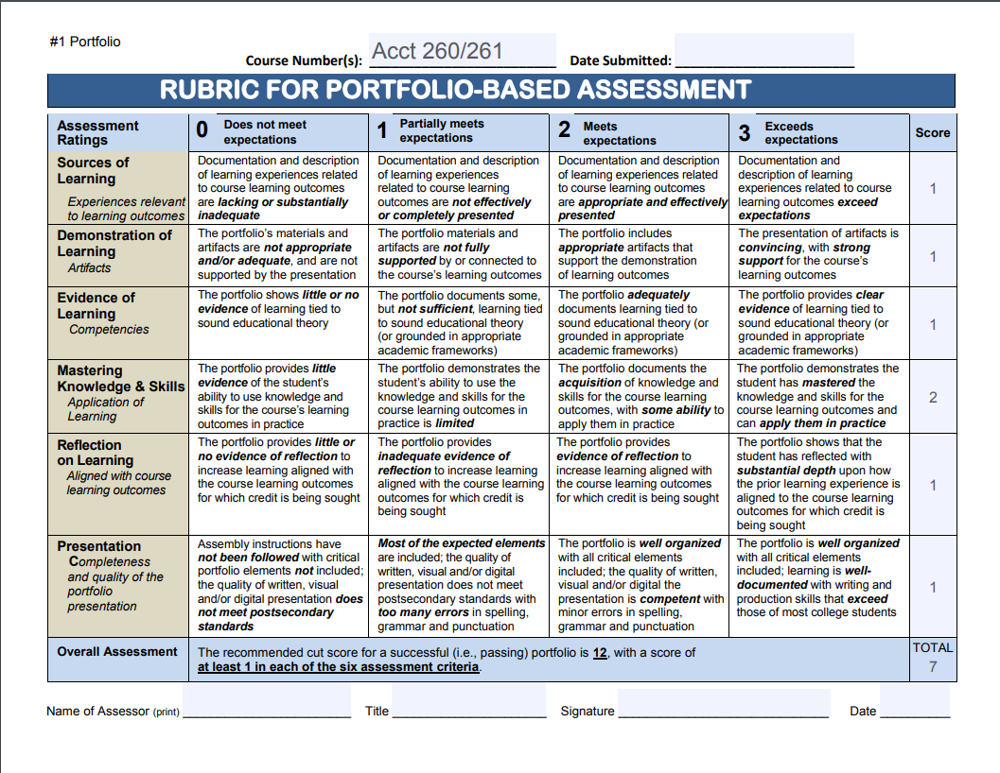 #1 Portfolio
Course Number(s): Acct 260/261 Date Submitted:
RUBRIC FOR PORTFOLIO-BASED ASSESSMENT
Assessment
Ratings
0 Does not meet
expectations
1 Partially meets
expectations
2 Meets
expectations
3 Exceeds
expectations
Score
Sources of
Learning
Experiences relevant
to learning outcomes
Documentation and description
of learning experiences related
to course learning outcomes
are lacking or substantially
inadequate
Documentation and description
of learning experiences
related to course learning
outcomes are not effectively
or completely presented
Documentation and description
of learning experiences related
to course learning outcomes
are appropriate and effectively
presented
Documentation and
description of learning
experiences related to course
learning outcomes exceed
expectations
1
Demonstration of
Learning
Artifacts
The portfolio's materials and
artifacts are not appropriate
and/or adequate, and are not
supported by the presentation
The portfolio materials and
artifacts are not fully
supported by or connected to
the course's learning outcomes
The portfolio includes
appropriate artifacts that
support the demonstration
of learning outcomes
The presentation of artifacts is
convincing, with strong
support for the course's
learning outcomes
1
Evidence of
Learning
Competencies
The portfolio shows little or no
evidence of learning tied to
sound educational theory
The portfolio documents some,
but not sufficient, learning tied
to sound educational theory
(or grounded in appropriate
academic frameworks)
The portfolio adequately
documents learning tied to
sound educational theory (or
grounded in appropriate
academic frameworks)
The portfolio provides clear
evidence of learning tied to
sound educational theory (or
grounded in appropriate
academic frameworks)
1
Mastering
Knowledge & Skills
Application of
Learning
The portfolio provides little
evidence of the student's
ability to use knowledge and
skills for the course's learning
outcomes in practice
The portfolio demonstrates the
student's ability to use the
knowledge and skills for the
course learning outcomes in
practice is limited
The portfolio documents the
acquisition of knowledge and
skills for the course learning
outcomes, with some ability to
apply them in practice
The portfolio demonstrates the
student has mastered the
knowledge and skills for the
course learning outcomes and
can apply them in practice
2
Reflection
on Learning
Aligned with course
learning outcomes
The portfolio provides little or
no evidence of reflection to
increase learning aligned with
the course learning outcomes
for which credit is being sought
The portfolio provides
inadequate evidence of
reflection to increase learning
aligned with the course learning
outcomes for which credit is
being sought
The portfolio provides
evidence of reflection to
increase learning aligned with
the course learning outcomes
for which credit is being sought
The portfolio shows that the
student has reflected with
substantial depth upon how
the prior learning experience is
aligned to the course learning
outcomes for which credit is
being sought
1
Presentation
Completeness
and quality of the
portfolio
presentation
Assembly instructions have
not been followed with critical
portfolio elements not included;
the quality of written, visual
and/or digital presentation does
not meet postsecondary
standards
Most of the expected elements
are included; the quality of
written, visual and/or digital
presentation does not meet
postsecondary standards with
too many errors in spelling,
grammar and punctuation
The portfolio is well organized
with all critical elements
included; the quality of written,
visual and/or digital the
presentation is competent with
minor errors in spelling,
grammar and punctuation
The portfolio is well organized
with all critical elements
included; learning is well-
documented with writing and
production skills that exceed
those of most college students
1
Overall Assessment
The recommended cut score for a successful (i.e., passing) portfolio is 12, with a score of
at least 1 in each of the six assessment criteria.
TOTAL
7
Name of Assessor (print) Title Signature Date